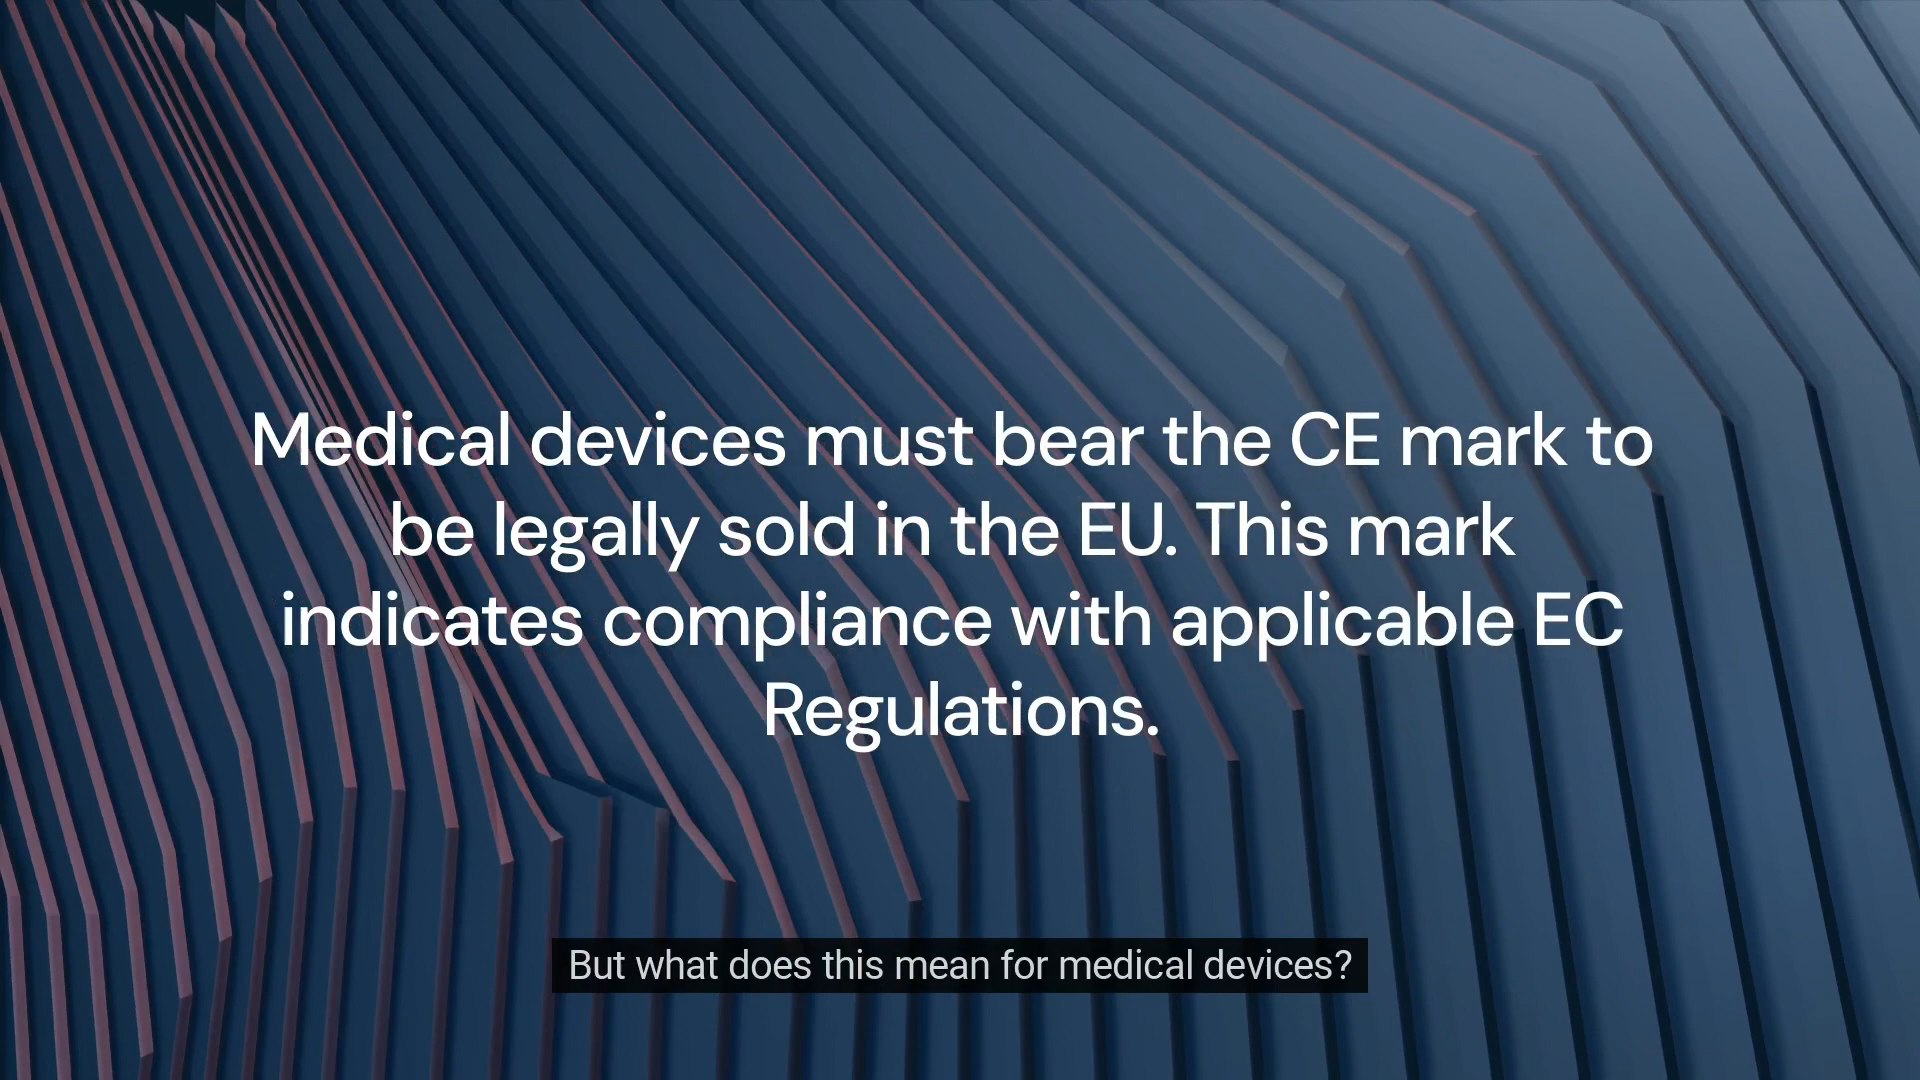 Medical devices must bear the CE mark to
be legally sold in the EU. This mark
indicates compliance with applicable EC
Regulations.
But what does this mean for medical devices?